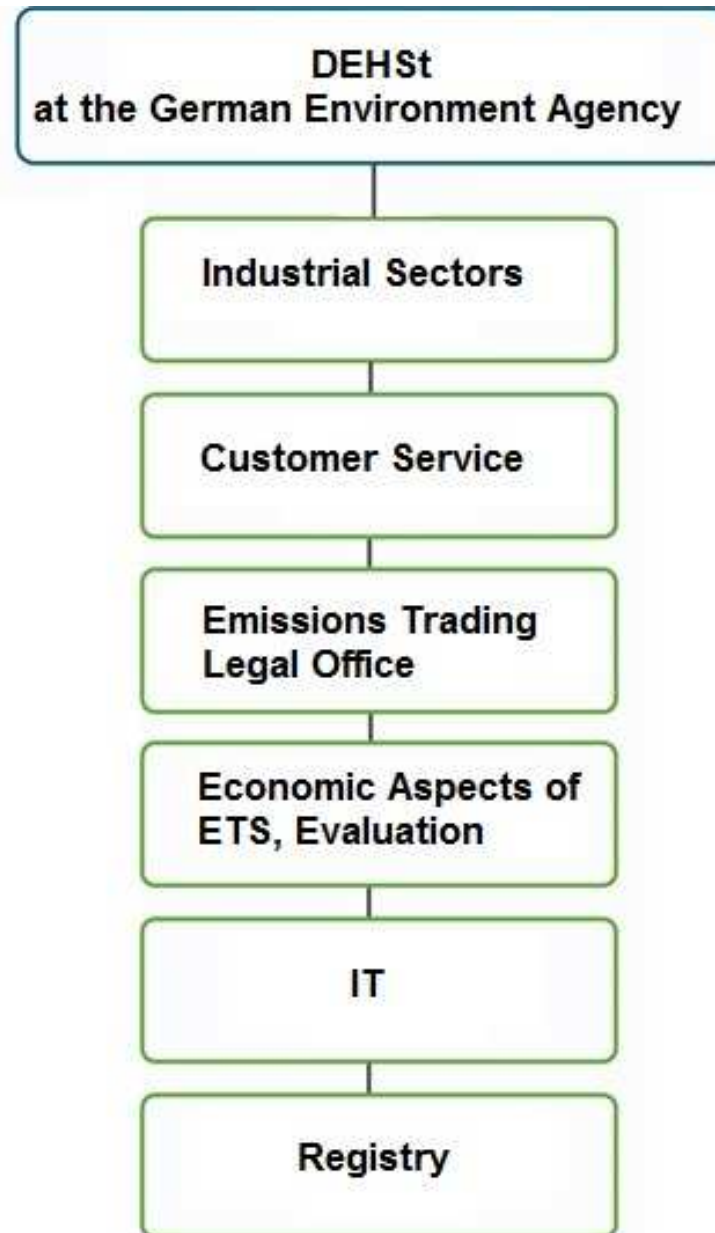 DEHSt
at the German Environment Agency
Industrial Sectors
Customer Service
Emissions Trading
Legal Office
Economic Aspects of
ETS, Evaluation
IT
Registry